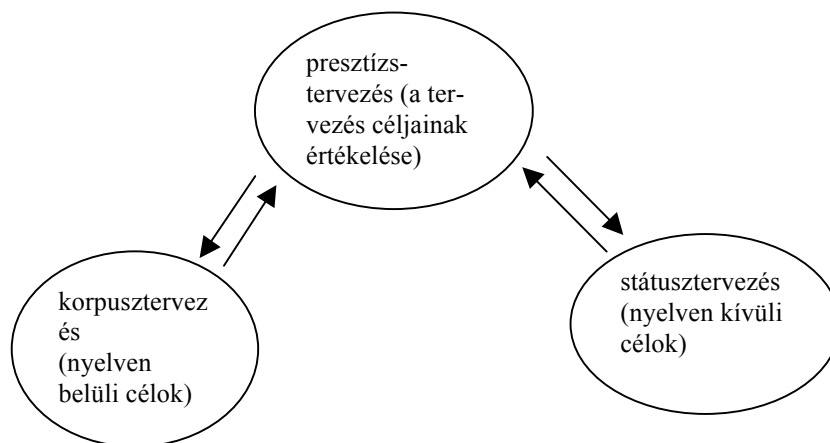 presztízs-
tervezés (a ter-
vezés céljainak
értékelése)
korpusztervez
és
(nyelven
belüli célok)
státusztervezés
(nyelven kívüli
célok)